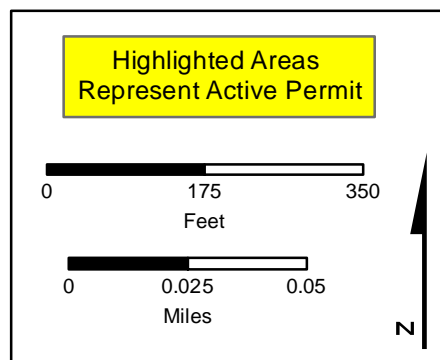 Highlighted Areas
Represent Active Permit
0 175 350
Feet
0 0.025 0.05
Miles
N